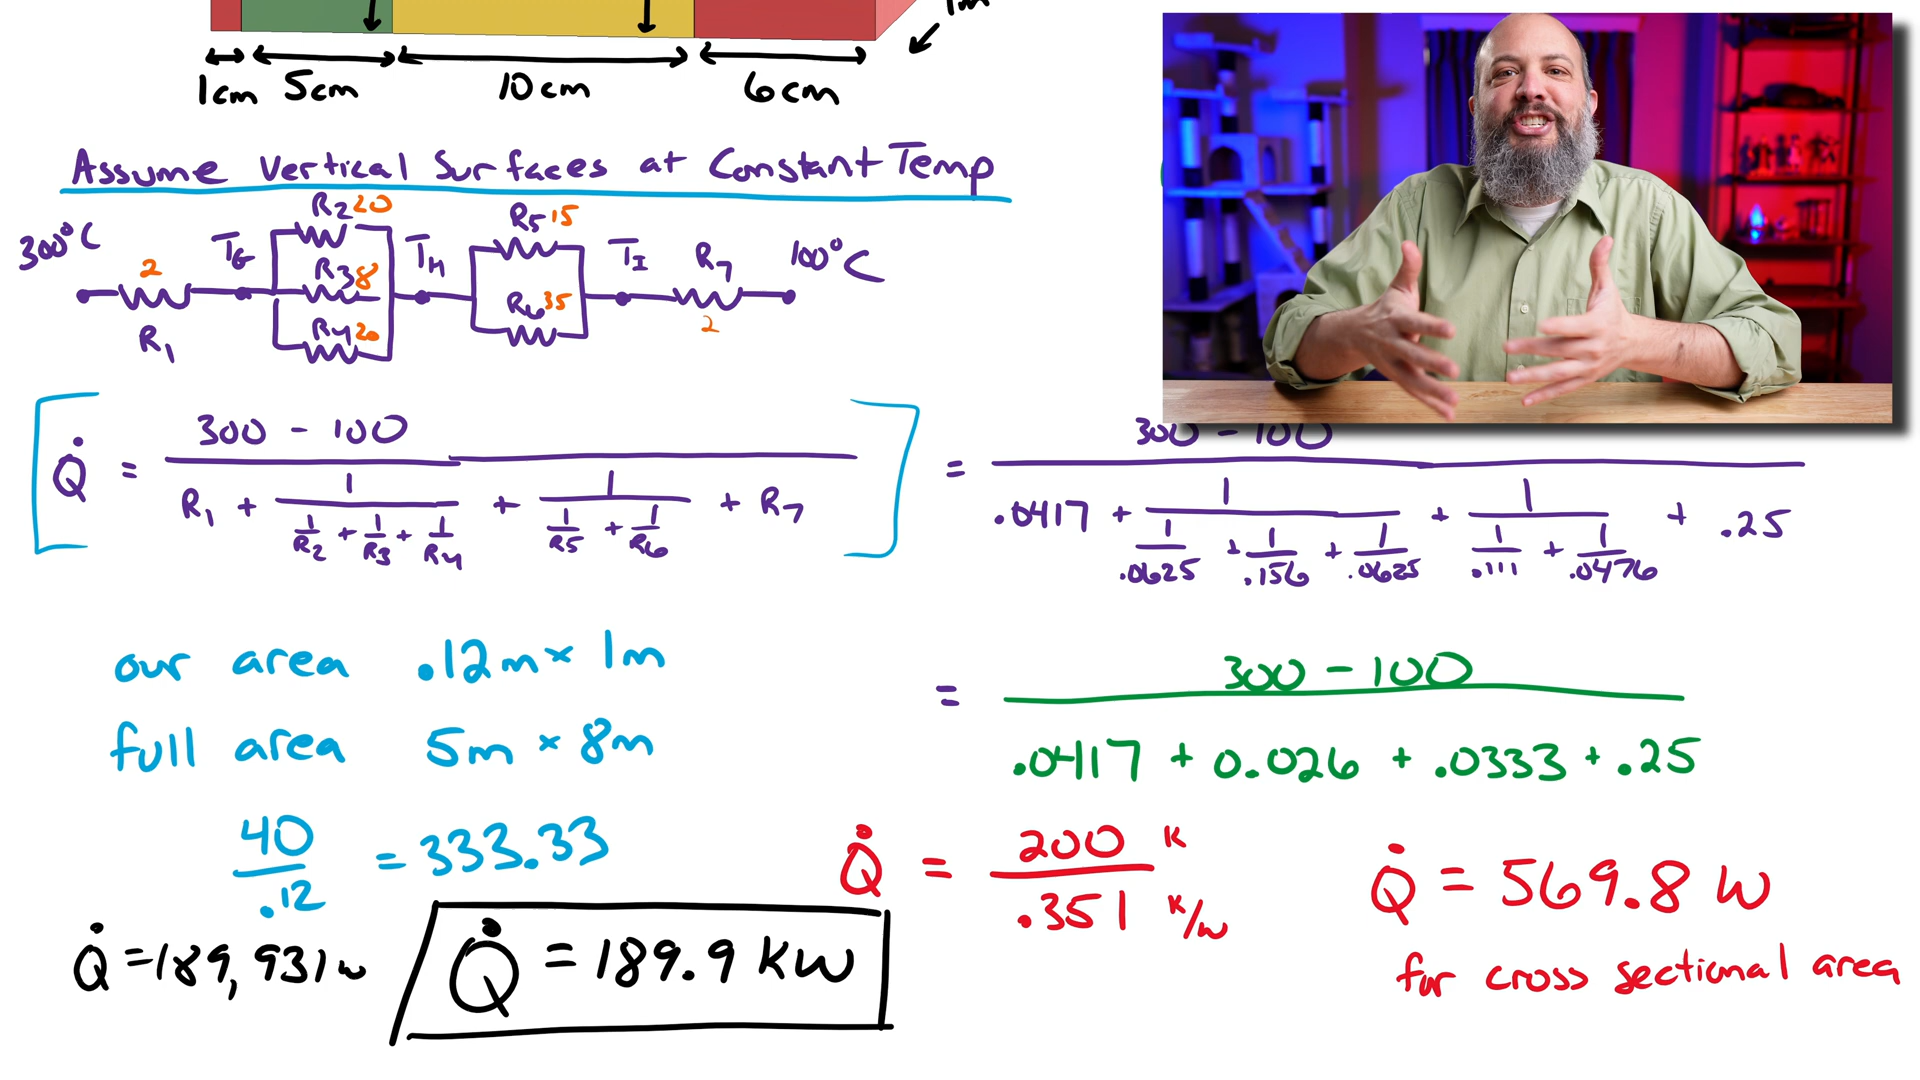 1m
1cm 5cm 10cm 6cm
Assume Vertical Surfaces at Constant Temp
300°C 2 R1 TG R2 20 R3 8 R4 20 TH R5 15 R6 35 TI R7 2 100°C
Q̇ = (300 - 100) / (R1 + 1/(1/R2 + 1/R3 + 1/R4) + 1/(1/R5 + 1/R6) + R7)
= (300 - 100) / (.0417 + 1/(1/.0625 + 1/.156 + 1/.0625) + 1/(1/.111 + 1/.0476) + .25)
our area .12m × 1m
full area 5m × 8m
40/.12 = 333.33
Q̇ = 189,931 W
Q̇ = 189.9 KW
= (300 - 100) / (.0417 + 0.026 + .0333 + .25)
Q̇ = 200 K / .351 K/W
Q̇ = 569.8 W
for cross sectional area